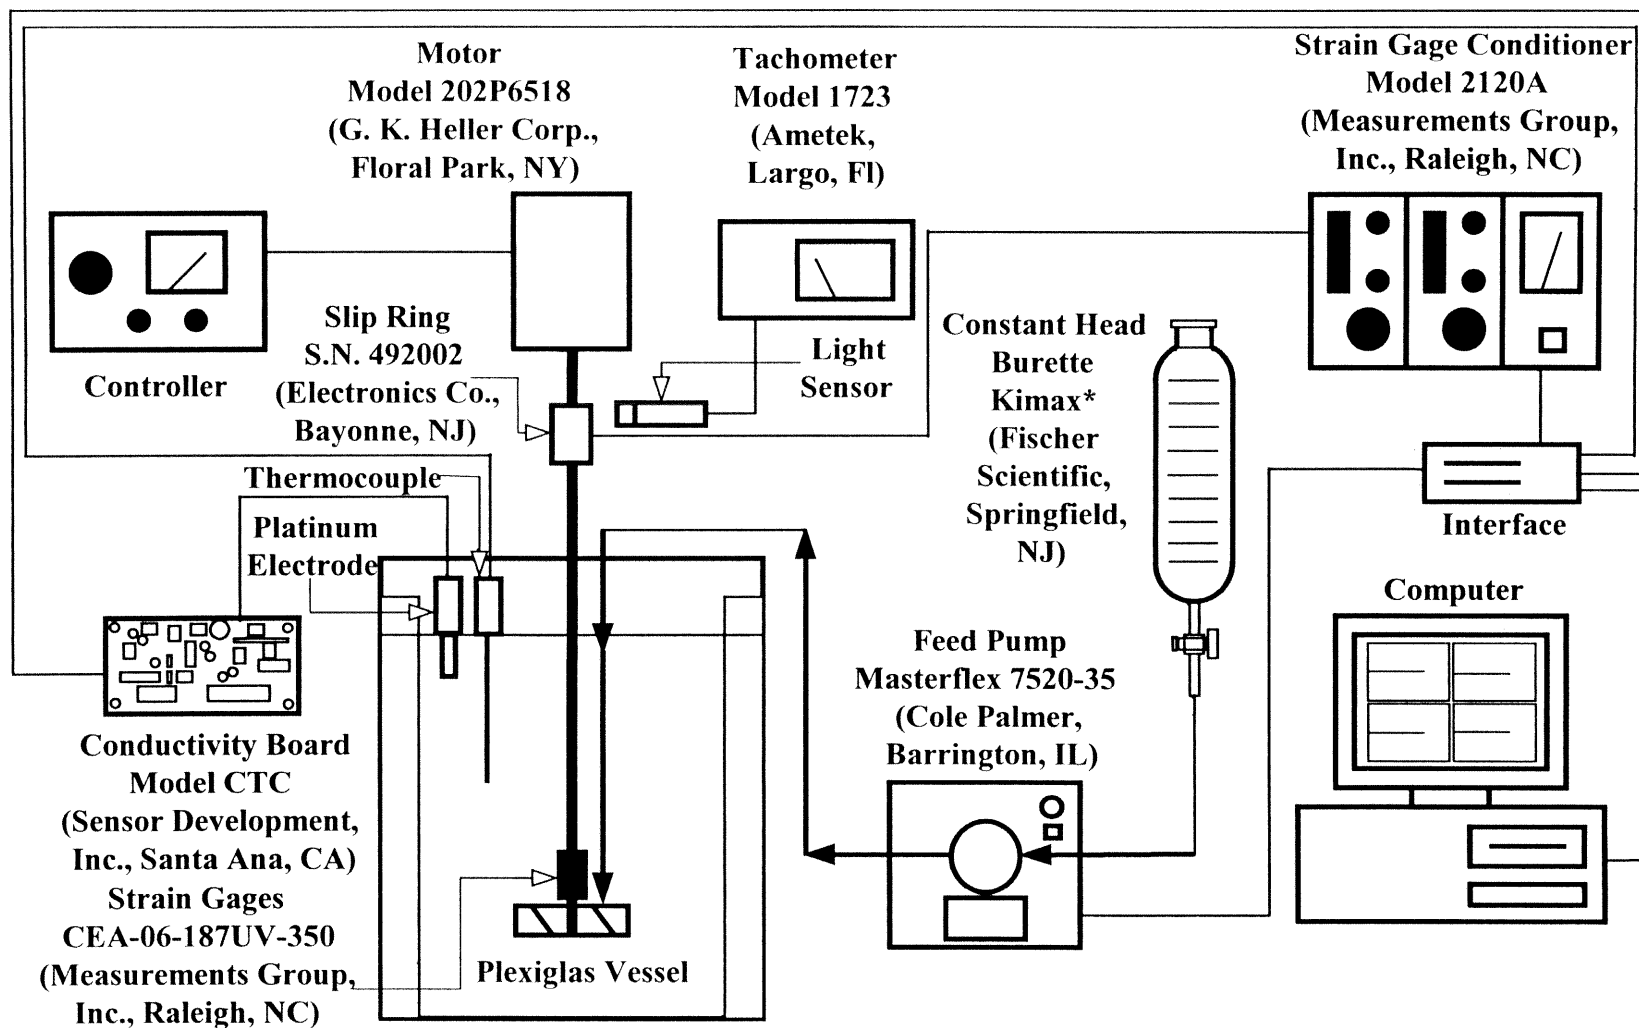 Motor
Model 202P6518
(G. K. Heller Corp.,
Floral Park, NY)
Tachometer
Model 1723
(Ametek,
Largo, Fl)
Strain Gage Conditioner
Model 2120A
(Measurements Group,
Inc., Raleigh, NC)
Controller
Slip Ring
S.N. 492002
(Electronics Co.,
Bayonne, NJ)
Light
Sensor
Constant Head
Burette
Kimax*
(Fischer
Scientific,
Springfield,
NJ)
Interface
Thermocouple
Platinum
Electrode
Computer
Feed Pump
Masterflex 7520-35
(Cole Palmer,
Barrington, IL)
Conductivity Board
Model CTC
(Sensor Development,
Inc., Santa Ana, CA)
Strain Gages
CEA-06-187UV-350
(Measurements Group,
Inc., Raleigh, NC)
Plexiglas Vessel